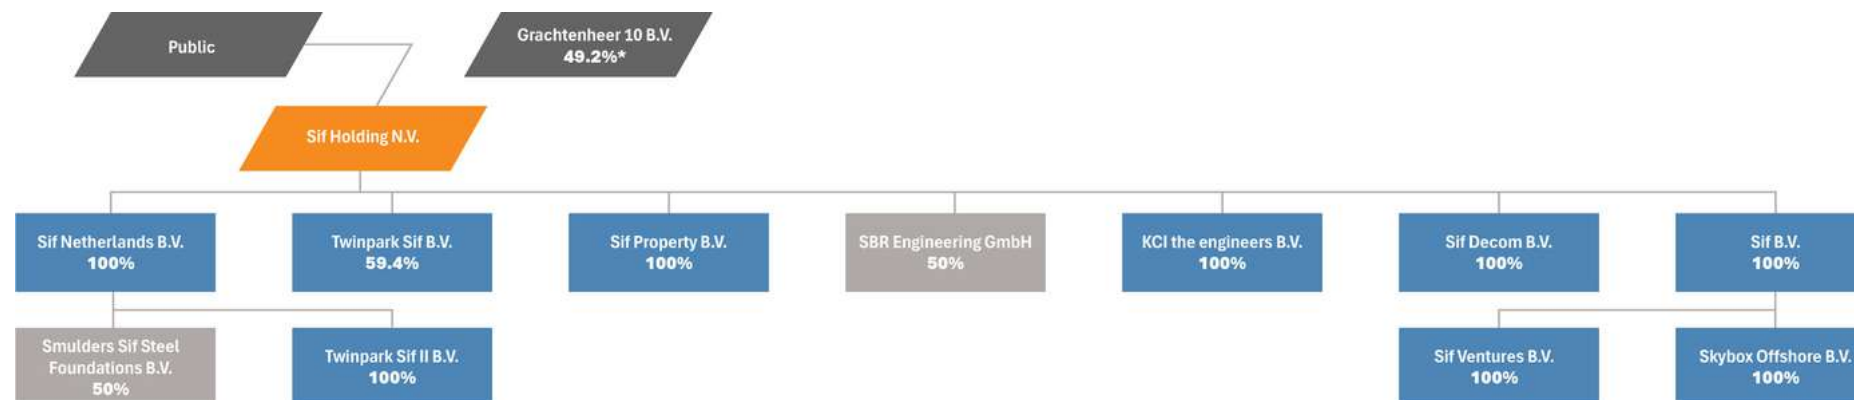 Public
Grachtenheer 10 B.V.
49.2%*
Sif Holding N.V.
Sif Netherlands B.V.
100%
Twinpark Sif B.V.
59.4%
Sif Property B.V.
100%
SBR Engineering GmbH
50%
KCI the engineers B.V.
100%
Sif Decom B.V.
100%
Sif B.V.
100%
Smulders Sif Steel
Foundations B.V.
50%
Twinpark Sif II B.V.
100%
Sif Ventures B.V.
100%
Skybox Offshore B.V.
100%